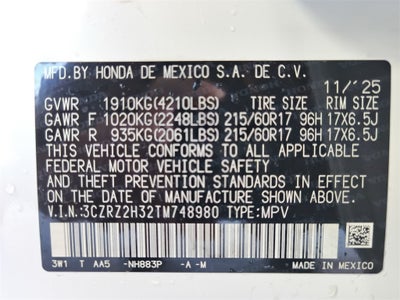 MFD.BY HONDA DE MEXICO S.A. DE C.V.
11/'25
GVWR 1910KG(4210LBS) TIRE SIZE RIM SIZE
GAWR F 1020KG(2248LBS) 215/60R17 96H 17X6.5J
GAWR R 935KG(2061LBS) 215/60R17 96H 17X6.5J
THIS VEHICLE CONFORMS TO ALL APPLICABLE
FEDERAL MOTOR VEHICLE SAFETY STANDARDS
IN EFFECT ON THE DATE OF MANUFACTURE SHOWN
ABOVE.
V.I.N.:3CZRZ2H32TM748980 TYPE:MPV
3W1 T AA5 -NH883P -A-M
MADE IN MEXICO